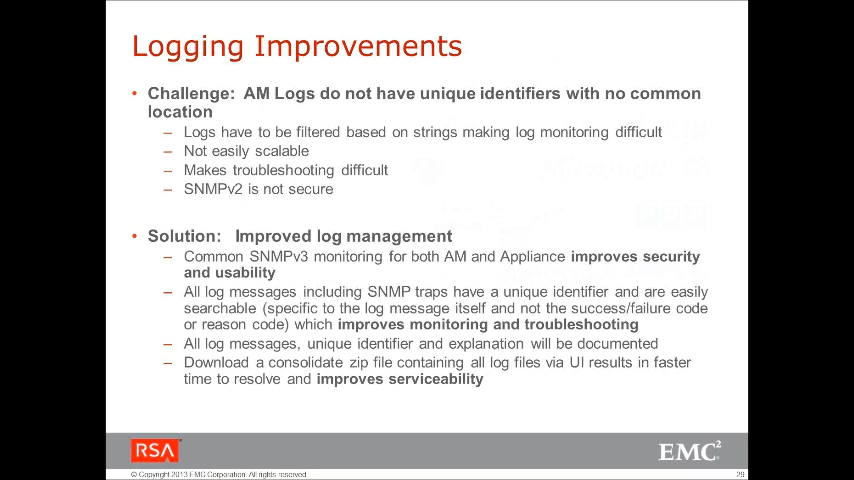 Logging Improvements
• Challenge: AM Logs do not have unique identifiers with no common
location
– Logs have to be filtered based on strings making log monitoring difficult
– Not easily scalable
– Makes troubleshooting difficult
– SNMPv2 is not secure
• Solution: Improved log management
– Common SNMPv3 monitoring for both AM and Appliance improves security
and usability
– All log messages including SNMP traps have a unique identifier and are easily
searchable (specific to the log message itself and not the success/failure code
or reason code) which improves monitoring and troubleshooting
– All log messages, unique identifier and explanation will be documented
– Download a consolidate zip file containing all log files via UI results in faster
time to resolve and improves serviceability
RSA
EMC²
© Copyright 2013 EMC Corporation. All rights reserved.
29